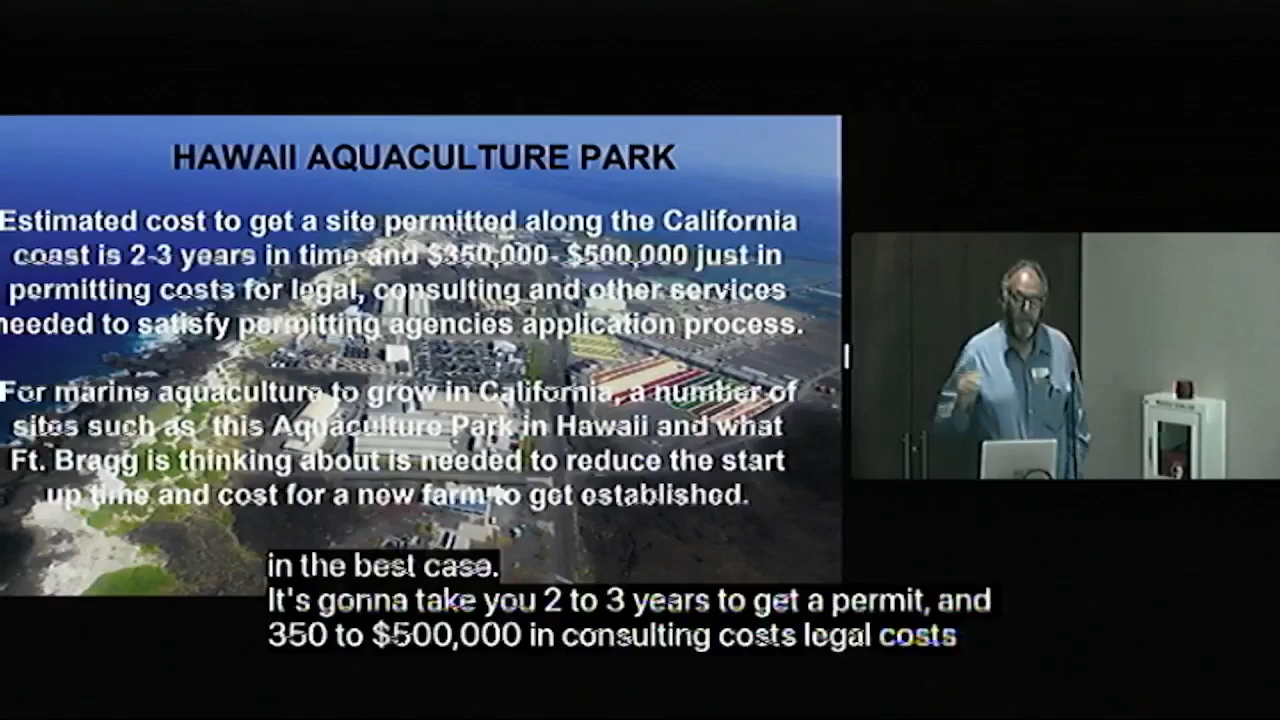 HAWAII AQUACULTURE PARK
Estimated cost to get a site permitted along the California
coast is 2-3 years in time and $350,000- $500,000 just in
permitting costs for legal, consulting and other services
needed to satisfy permitting agencies application process.
For marine aquaculture to grow in California, a number of
sites such as this Aquaculture Park in Hawaii and what
Ft. Bragg is thinking about is needed to reduce the start
up time and cost for a new farm to get established.
in the best case.
It's gonna take you 2 to 3 years to get a permit, and
350 to $500,000 in consulting costs legal costs